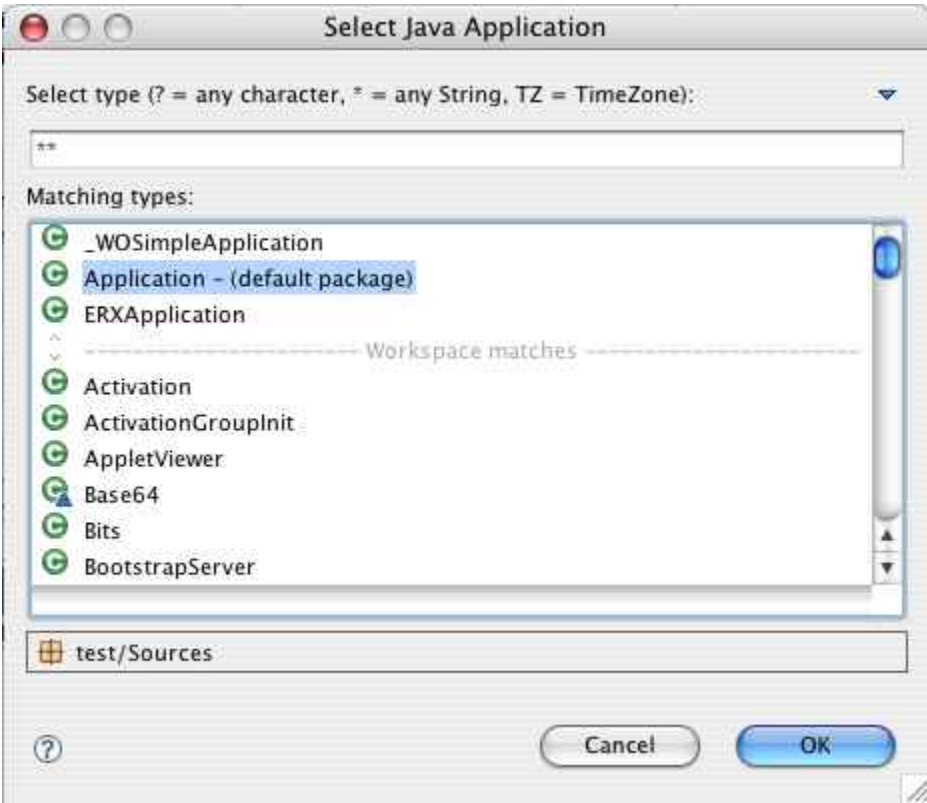 Select Java Application
Select type (? = any character, * = any String, TZ = TimeZone):
**
Matching types:
_WOSimpleApplication
Application - (default package)
ERXApplication
Workspace matches
Activation
ActivationGroupInit
AppletViewer
Base64
Bits
BootstrapServer
test/Sources
Cancel OK